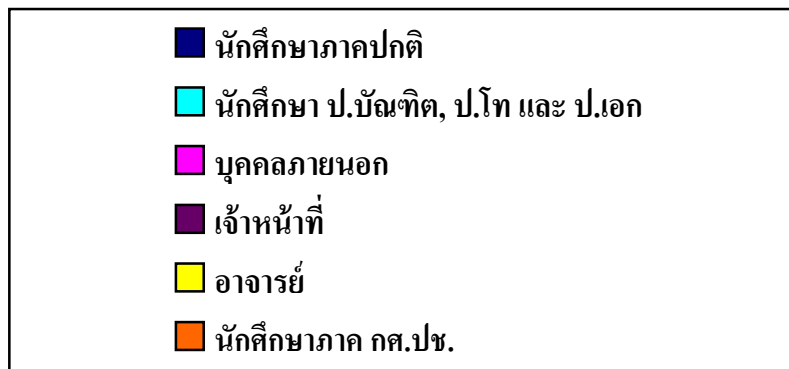 นักศึกษาภาคปกติ
นักศึกษา ป.บัณฑิต, ป.โท และ ป.เอก
บุคคลภายนอก
เจ้าหน้าที่
อาจารย์
นักศึกษาภาค กศ.ปช.